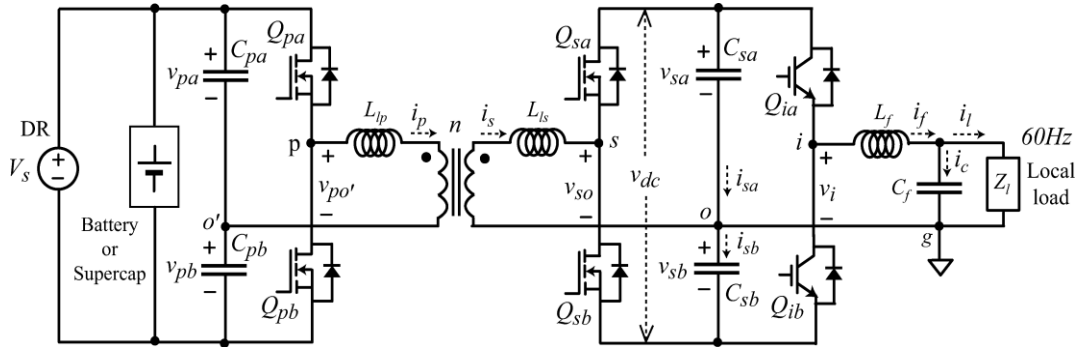 DR
V_s
Battery
or
Supercap
v_pa
C_pa
Q_pa
o'
v_pb
C_pb
Q_pb
p
v_po'
L_lp
i_p
n
i_s
L_ls
s
v_so
Q_sa
Q_sb
v_dc
v_sa
C_sa
i_sa
o
i_sb
v_sb
C_sb
Q_ia
Q_ib
i
v_i
L_f
i_f
i_l
i_c
C_f
g
Z_l
60Hz
Local
load